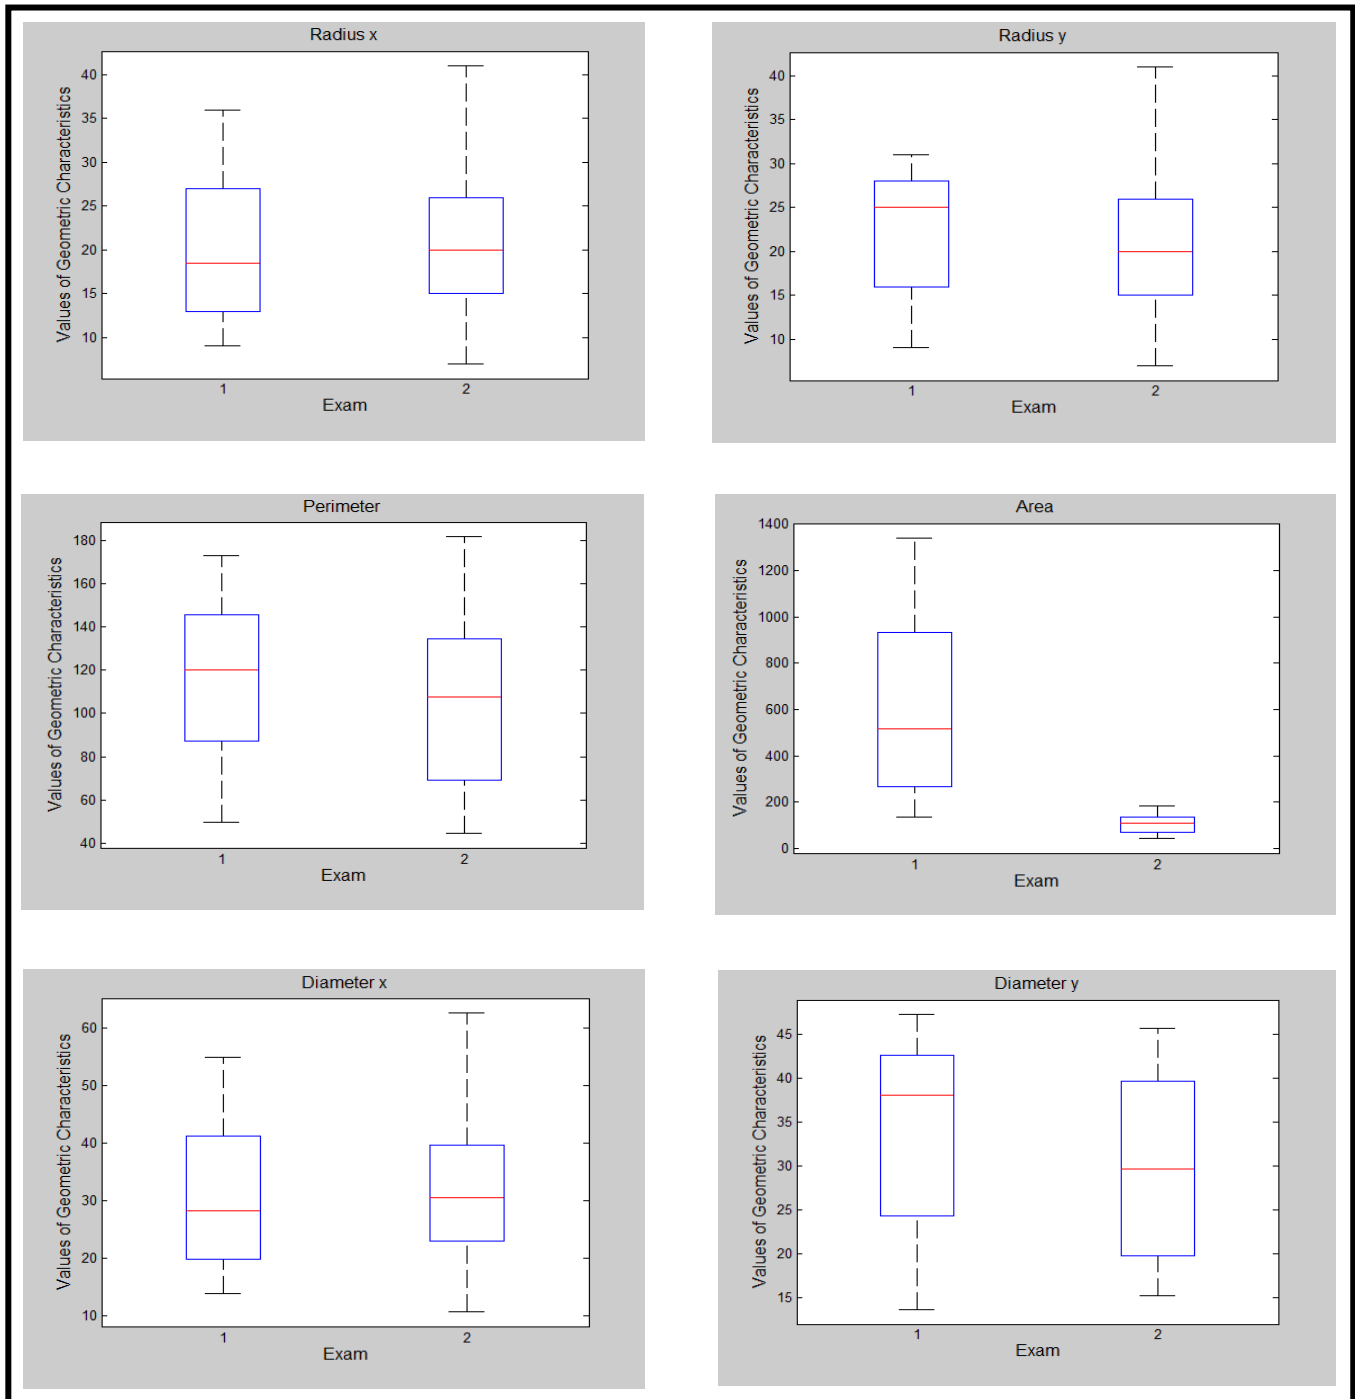 Radius x
Values of Geometric Characteristics
40
35
30
25
20
15
10
1 2
Exam
Radius y
Values of Geometric Characteristics
40
35
30
25
20
15
10
1 2
Exam
Perimeter
Values of Geometric Characteristics
180
160
140
120
100
80
60
40
1 2
Exam
Area
Values of Geometric Characteristics
1400
1200
1000
800
600
400
200
0
1 2
Exam
Diameter x
Values of Geometric Characteristics
60
50
40
30
20
10
1 2
Exam
Diameter y
Values of Geometric Characteristics
45
40
35
30
25
20
15
1 2
Exam